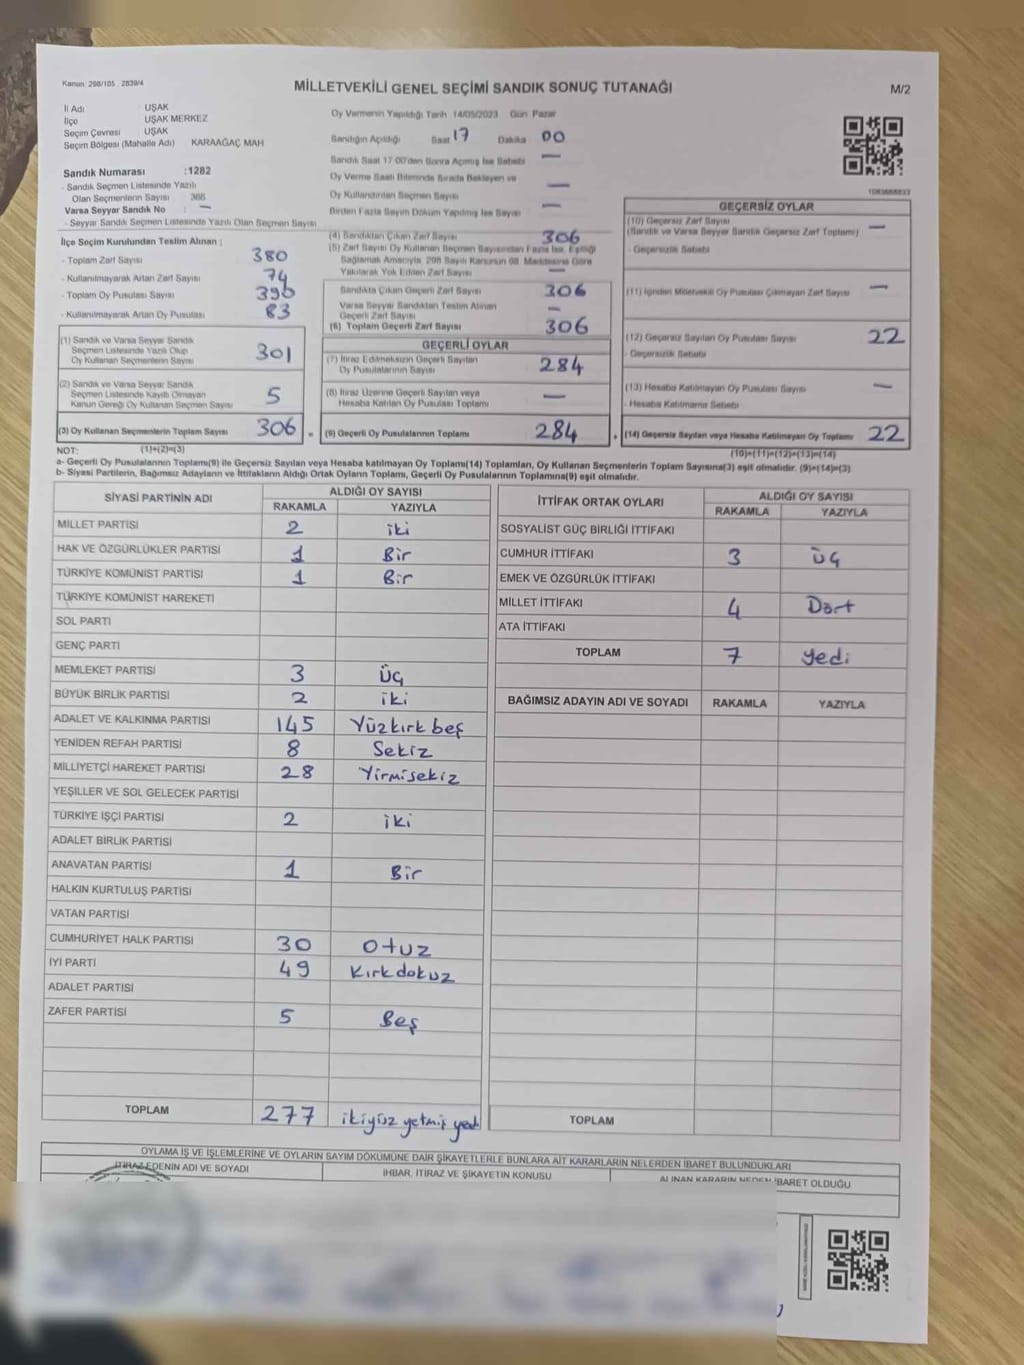 Kanun: 298/105 , 2839/4
MİLLETVEKİLİ GENEL SEÇİMİ SANDIK SONUÇ TUTANAĞI
M/2
İl Adı UŞAK
İlçe UŞAK MERKEZ
Seçim Çevresi UŞAK
Seçim Bölgesi (Mahalle Adı) KARAAĞAÇ MAH
Sandık Numarası :1282
- Sandık Seçmen Listesinde Yazılı
Olan Seçmenlerin Sayısı 366
Varsa Seyyar Sandık No : —
- Seyyar Sandık Seçmen Listesinde Yazılı Olan Seçmen Sayısı
İlçe Seçim Kurulundan Teslim Alınan ;
- Toplam Zarf Sayısı 380
- Kullanılmayarak Artan Zarf Sayısı 74
- Toplam Oy Pusulası Sayısı 390
- Kullanılmayarak Artan Oy Pusulası 83
(1) Sandık ve Varsa Seyyar Sandık
Seçmen Listesinde Yazılı Olup
Oy Kullanan Seçmenlerin Sayısı 301
(2) Sandık ve Varsa Seyyar Sandık
Seçmen Listesinde Kayıtlı Olmayan
Kanun Gereği Oy Kullanan Seçmen Sayısı 5
(3) Oy Kullanan Seçmenlerin Toplam Sayısı 306
Oy Vermenin Yapıldığı Tarih 14/05/2023 Gün Pazar
Sandığın Açıldığı Saat 17 Dakika 00
Sandık Saat 17:00'den Sonra Açılmış İse Sebebi —
Oy Verme Saati Bitiminde Sırada Bekleyen ve
Oy Kullandırılan Seçmen Sayısı —
Birden Fazla Sayım Döküm Yapılmış İse Sayısı —
(4) Sandıktan Çıkan Zarf Sayısı 306
(5) Zarf Sayısı Oy Kullanan Seçmen Sayısından Fazla İse, Eşitliği
Sağlamak Amacıyla, 298 Sayılı Kanunun 98. Maddesine Göre
Yakılarak Yok Edilen Zarf Sayısı —
Sandıkta Çıkan Geçerli Zarf Sayısı 306
Varsa Seyyar Sandıktan Teslim Alınan
Geçerli Zarf Sayısı —
(6) Toplam Geçerli Zarf Sayısı 306
GEÇERLİ OYLAR
(7) İtiraz Edilmeksizin Geçerli Sayılan
Oy Pusulalarının Sayısı 284
(8) İtiraz Üzerine Geçerli Sayılan veya
Hesaba Katılan Oy Pusulası Toplamı —
= (9) Geçerli Oy Pusulalarının Toplamı 284
GEÇERSİZ OYLAR
(10) Geçersiz Zarf Sayısı
(Sandık ve Varsa Seyyar Sandık Geçersiz Zarf Toplamı) —
- Geçersizlik Sebebi
(11) İçinden Milletvekili Oy Pusulası Çıkmayan Zarf Sayısı —
(12) Geçersiz Sayılan Oy Pusulası Sayısı 22
- Geçersizlik Sebebi
(13) Hesaba Katılmayan Oy Pusulası Sayısı —
- Hesaba Katılmama Sebebi
+ (14) Geçersiz Sayılan veya Hesaba Katılmayan Oy Toplamı 22
NOT: (1)+(2)=(3) (10)+(11)+(12)+(13)=(14)
a- Geçerli Oy Pusulalarının Toplamı(9) ile Geçersiz Sayılan veya Hesaba katılmayan Oy Toplamı(14) Toplamları, Oy Kullanan Seçmenlerin Toplam Sayısına(3) eşit olmalıdır. (9)+(14)=(3)
b- Siyasi Partilerin, Bağımsız Adayların ve İttifakların Aldığı Ortak Oyların Toplamı, Geçerli Oy Pusulalarının Toplamına(9) eşit olmalıdır.
SİYASİ PARTİNİN ADI ALDIĞI OY SAYISI
RAKAMLA YAZIYLA
MİLLET PARTİSİ 2 iki
HAK VE ÖZGÜRLÜKLER PARTİSİ 1 Bir
TÜRKİYE KOMÜNİST PARTİSİ 1 Bir
TÜRKİYE KOMÜNİST HAREKETİ
SOL PARTİ
GENÇ PARTİ
MEMLEKET PARTİSİ 3 Üç
BÜYÜK BİRLİK PARTİSİ 2 iki
ADALET VE KALKINMA PARTİSİ 145 Yüzkırk beş
YENİDEN REFAH PARTİSİ 8 Sekiz
MİLLİYETÇİ HAREKET PARTİSİ 28 Yirmisekiz
YEŞİLLER VE SOL GELECEK PARTİSİ
TÜRKİYE İŞÇİ PARTİSİ 2 iki
ADALET BİRLİK PARTİSİ
ANAVATAN PARTİSİ 1 Bir
HALKIN KURTULUŞ PARTİSİ
VATAN PARTİSİ
CUMHURİYET HALK PARTİSİ 30 Otuz
İYİ PARTİ 49 Kırk dokuz
ADALET PARTİSİ
ZAFER PARTİSİ 5 Beş
TOPLAM 277 ikiyüz yetmiş yedi
İTTİFAK ORTAK OYLARI ALDIĞI OY SAYISI
RAKAMLA YAZIYLA
SOSYALİST GÜÇ BİRLİĞİ İTTİFAKI
CUMHUR İTTİFAKI 3 üç
EMEK VE ÖZGÜRLÜK İTTİFAKI
MİLLET İTTİFAKI 4 Dört
ATA İTTİFAKI
TOPLAM 7 yedi
BAĞIMSIZ ADAYIN ADI VE SOYADI RAKAMLA YAZIYLA
TOPLAM
OYLAMA İŞ VE İŞLEMLERİNE VE OYLARIN SAYIM DÖKÜMÜNE DAİR ŞİKAYETLERLE BUNLARA AİT KARARLARIN NELERDEN İBARET BULUNDUKLARI
İTİRAZ EDENİN ADI VE SOYADI İHBAR, İTİRAZ VE ŞİKAYETİN KONUSU ALINAN KARARIN NEDEN İBARET OLDUĞU